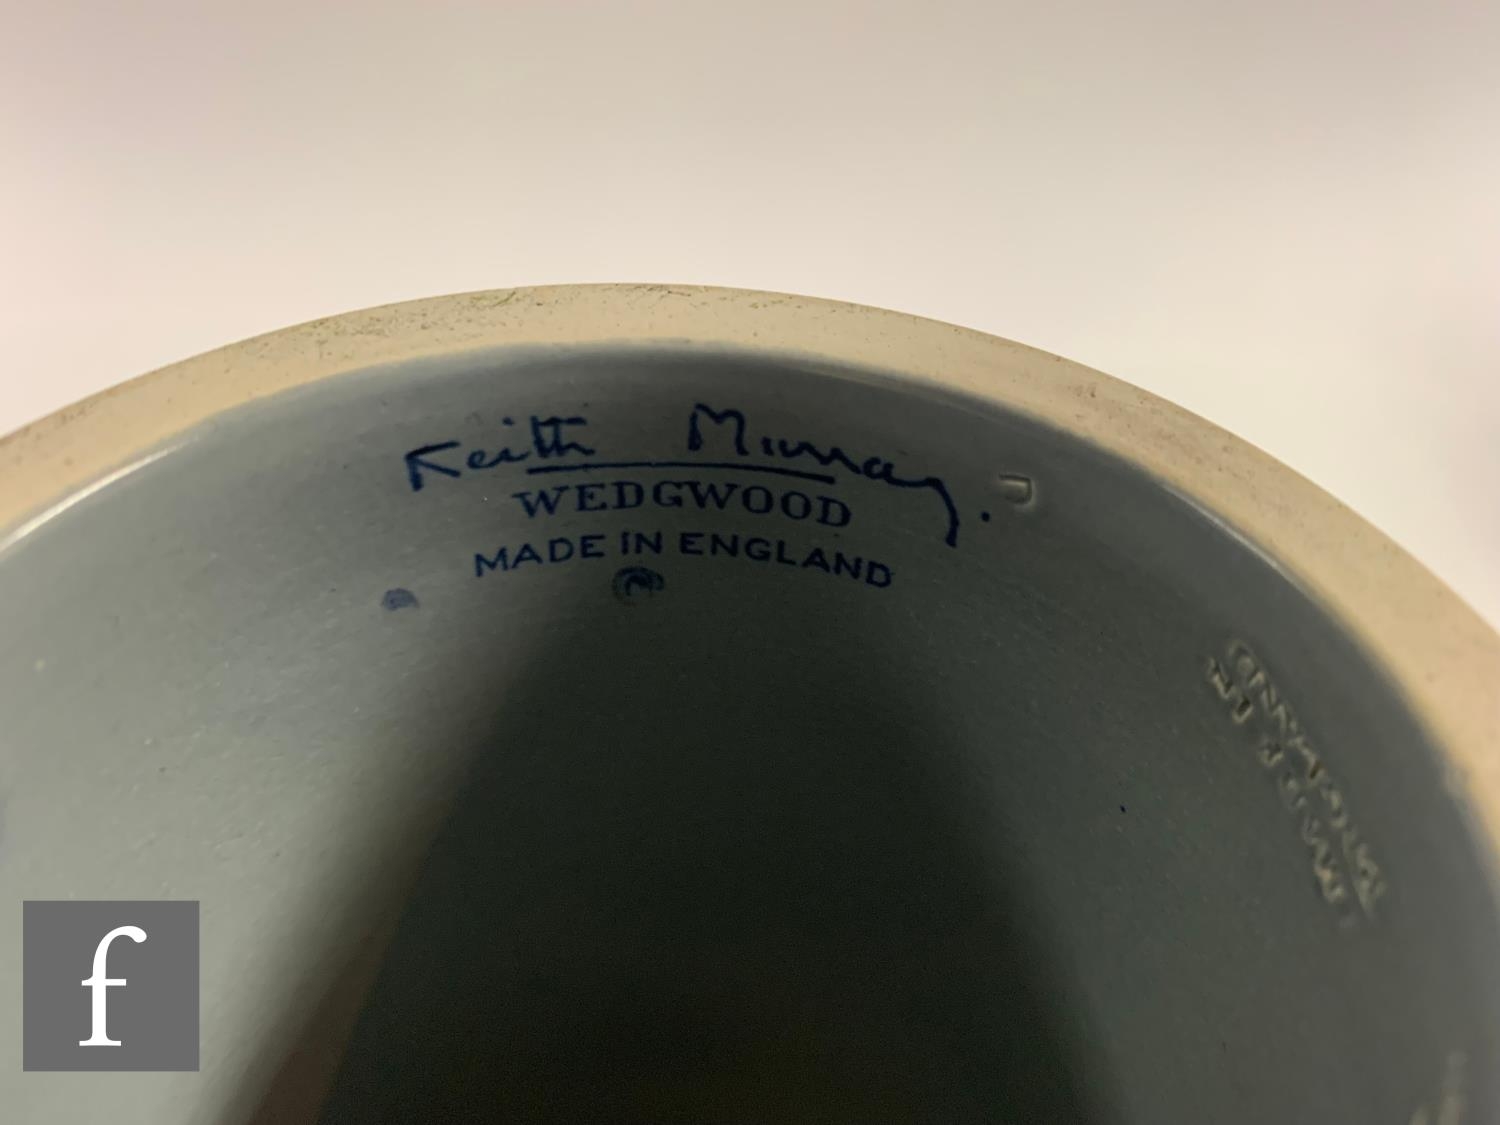 Keith Murray.
WEDGWOOD
MADE IN ENGLAND
f